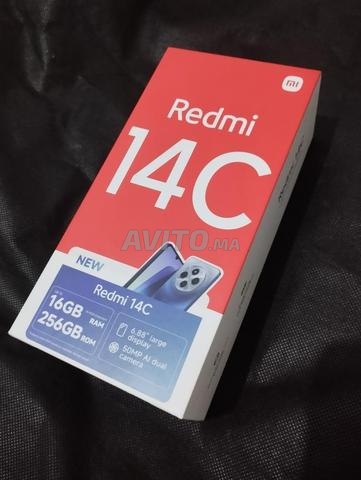 mi
Redmi
14C
AVITO.MA
NEW
Redmi 14C
16GB
RAM
256GB ROM
6.88" large
display
50MP AI dual
camera